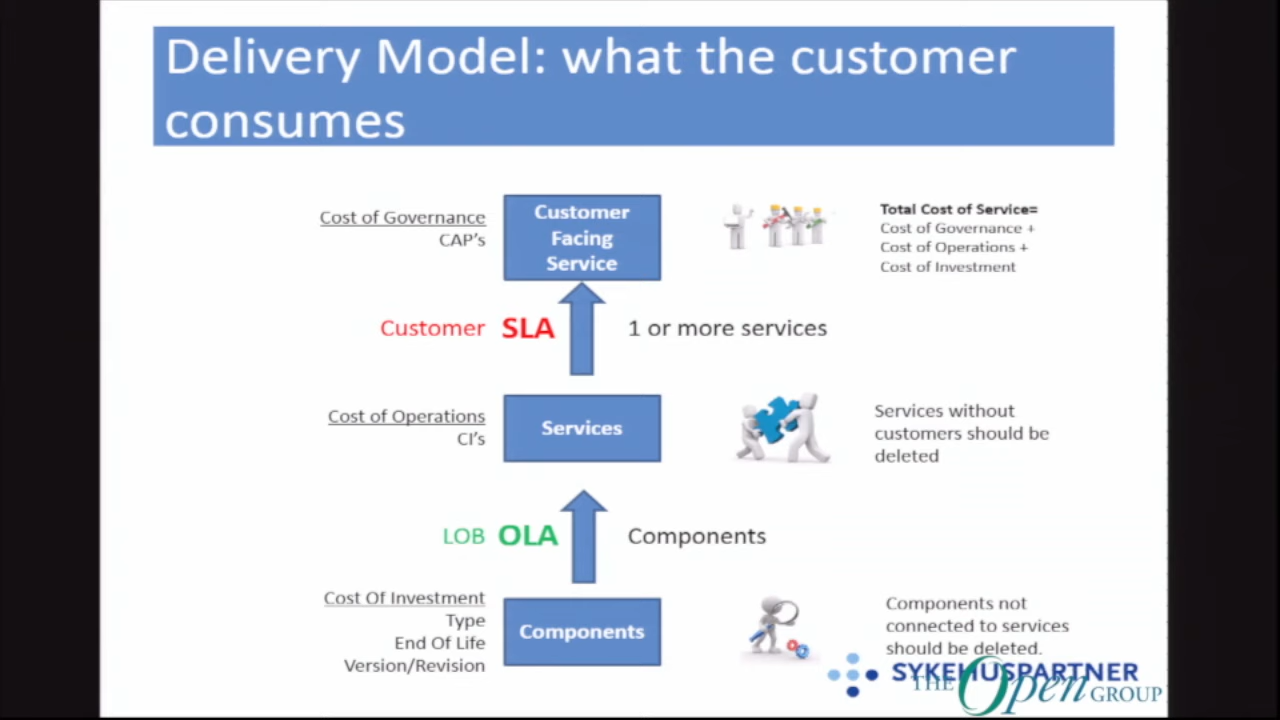 Delivery Model: what the customer
consumes
Cost of Governance
CAP's
Customer
Facing
Service
Total Cost of Service=
Cost of Governance +
Cost of Operations +
Cost of Investment
Customer SLA
1 or more services
Cost of Operations
CI's
Services
Services without
customers should be
deleted
LOB OLA
Components
Cost Of Investment
Type
End Of Life
Version/Revision
Components
Components not
connected to services
should be deleted.
SYKEHUSPARTNER
THE Open GROUP